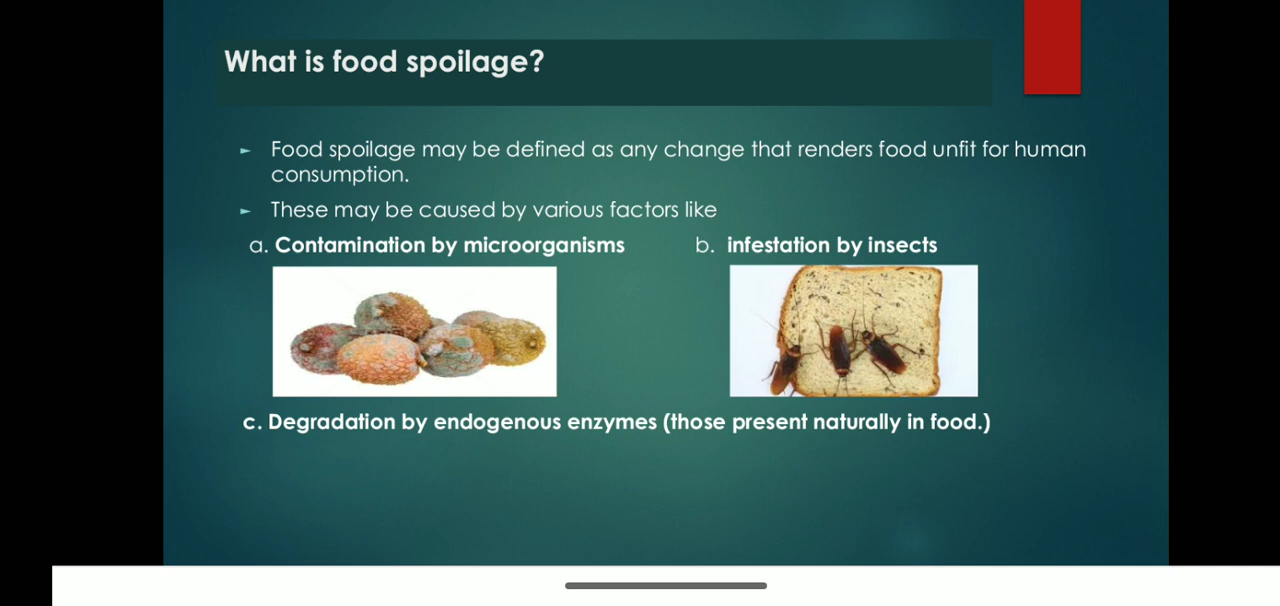 What is food spoilage?
► Food spoilage may be defined as any change that renders food unfit for human
consumption.
► These may be caused by various factors like
a. Contamination by microorganisms b. infestation by insects
c. Degradation by endogenous enzymes (those present naturally in food.)